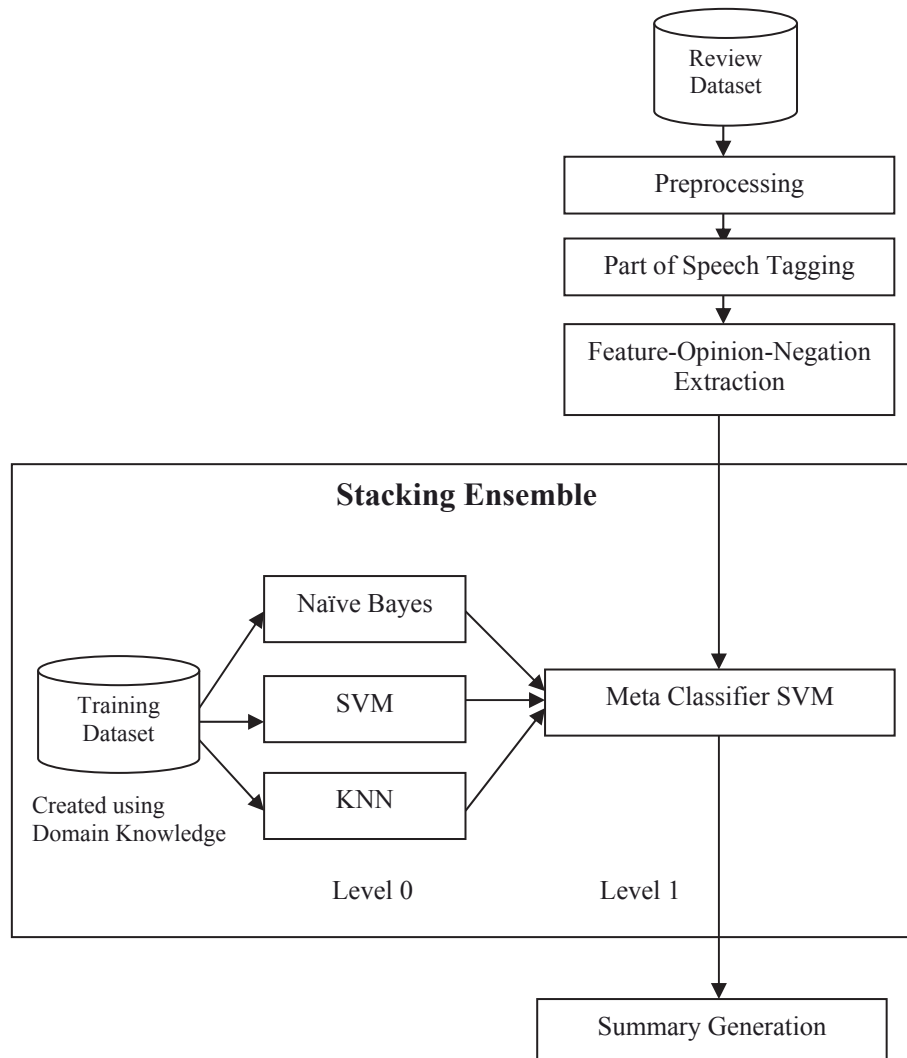 Review
Dataset
Preprocessing
Part of Speech Tagging
Feature-Opinion-Negation
Extraction
Stacking Ensemble
Naïve Bayes
Training
Dataset
SVM
Meta Classifier SVM
KNN
Created using
Domain Knowledge
Level 0
Level 1
Summary Generation